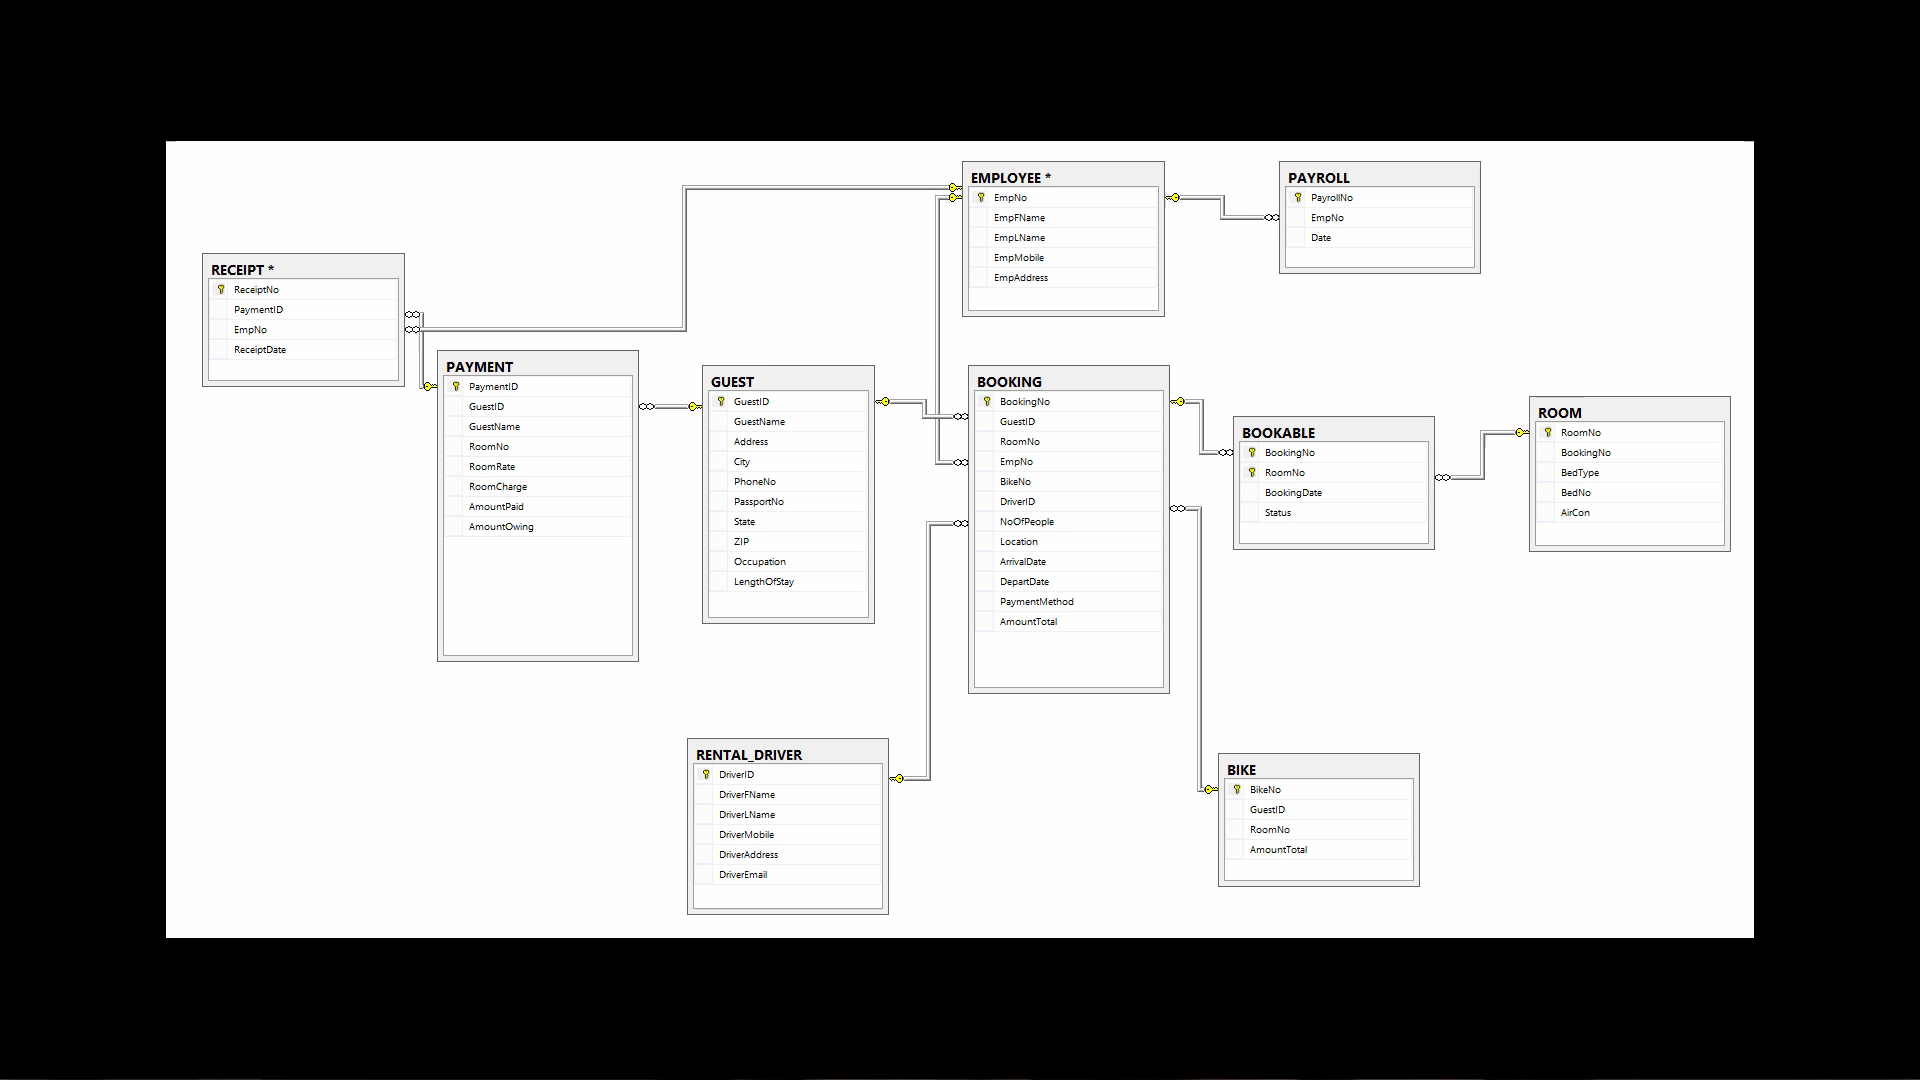 EMPLOYEE *
EmpNo
EmpFName
EmpLName
EmpMobile
EmpAddress
PAYROLL
PayrollNo
EmpNo
Date
RECEIPT *
ReceiptNo
PaymentID
EmpNo
ReceiptDate
PAYMENT
PaymentID
GuestID
GuestName
RoomNo
RoomRate
RoomCharge
AmountPaid
AmountOwing
GUEST
GuestID
GuestName
Address
City
PhoneNo
PassportNo
State
ZIP
Occupation
LengthOfStay
BOOKING
BookingNo
GuestID
RoomNo
EmpNo
BikeNo
DriverID
NoOfPeople
Location
ArrivalDate
DepartDate
PaymentMethod
AmountTotal
BOOKABLE
BookingNo
RoomNo
BookingDate
Status
ROOM
RoomNo
BookingNo
BedType
BedNo
AirCon
RENTAL_DRIVER
DriverID
DriverFName
DriverLName
DriverMobile
DriverAddress
DriverEmail
BIKE
BikeNo
GuestID
RoomNo
AmountTotal